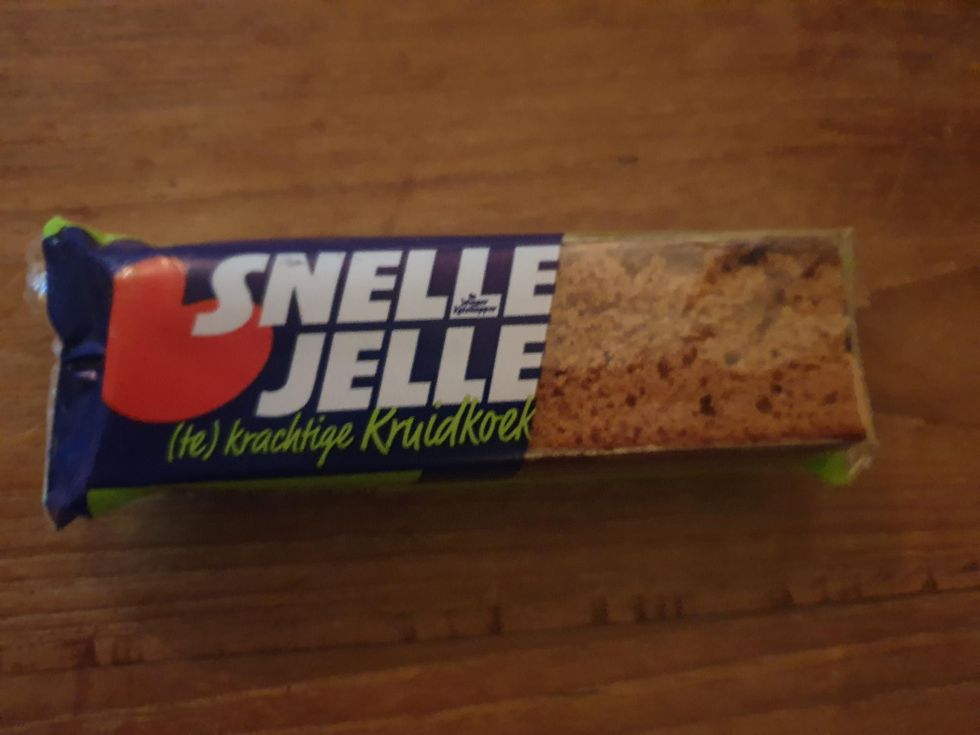 SNELLE
JELLE
(te) krachtige Kruidkoek